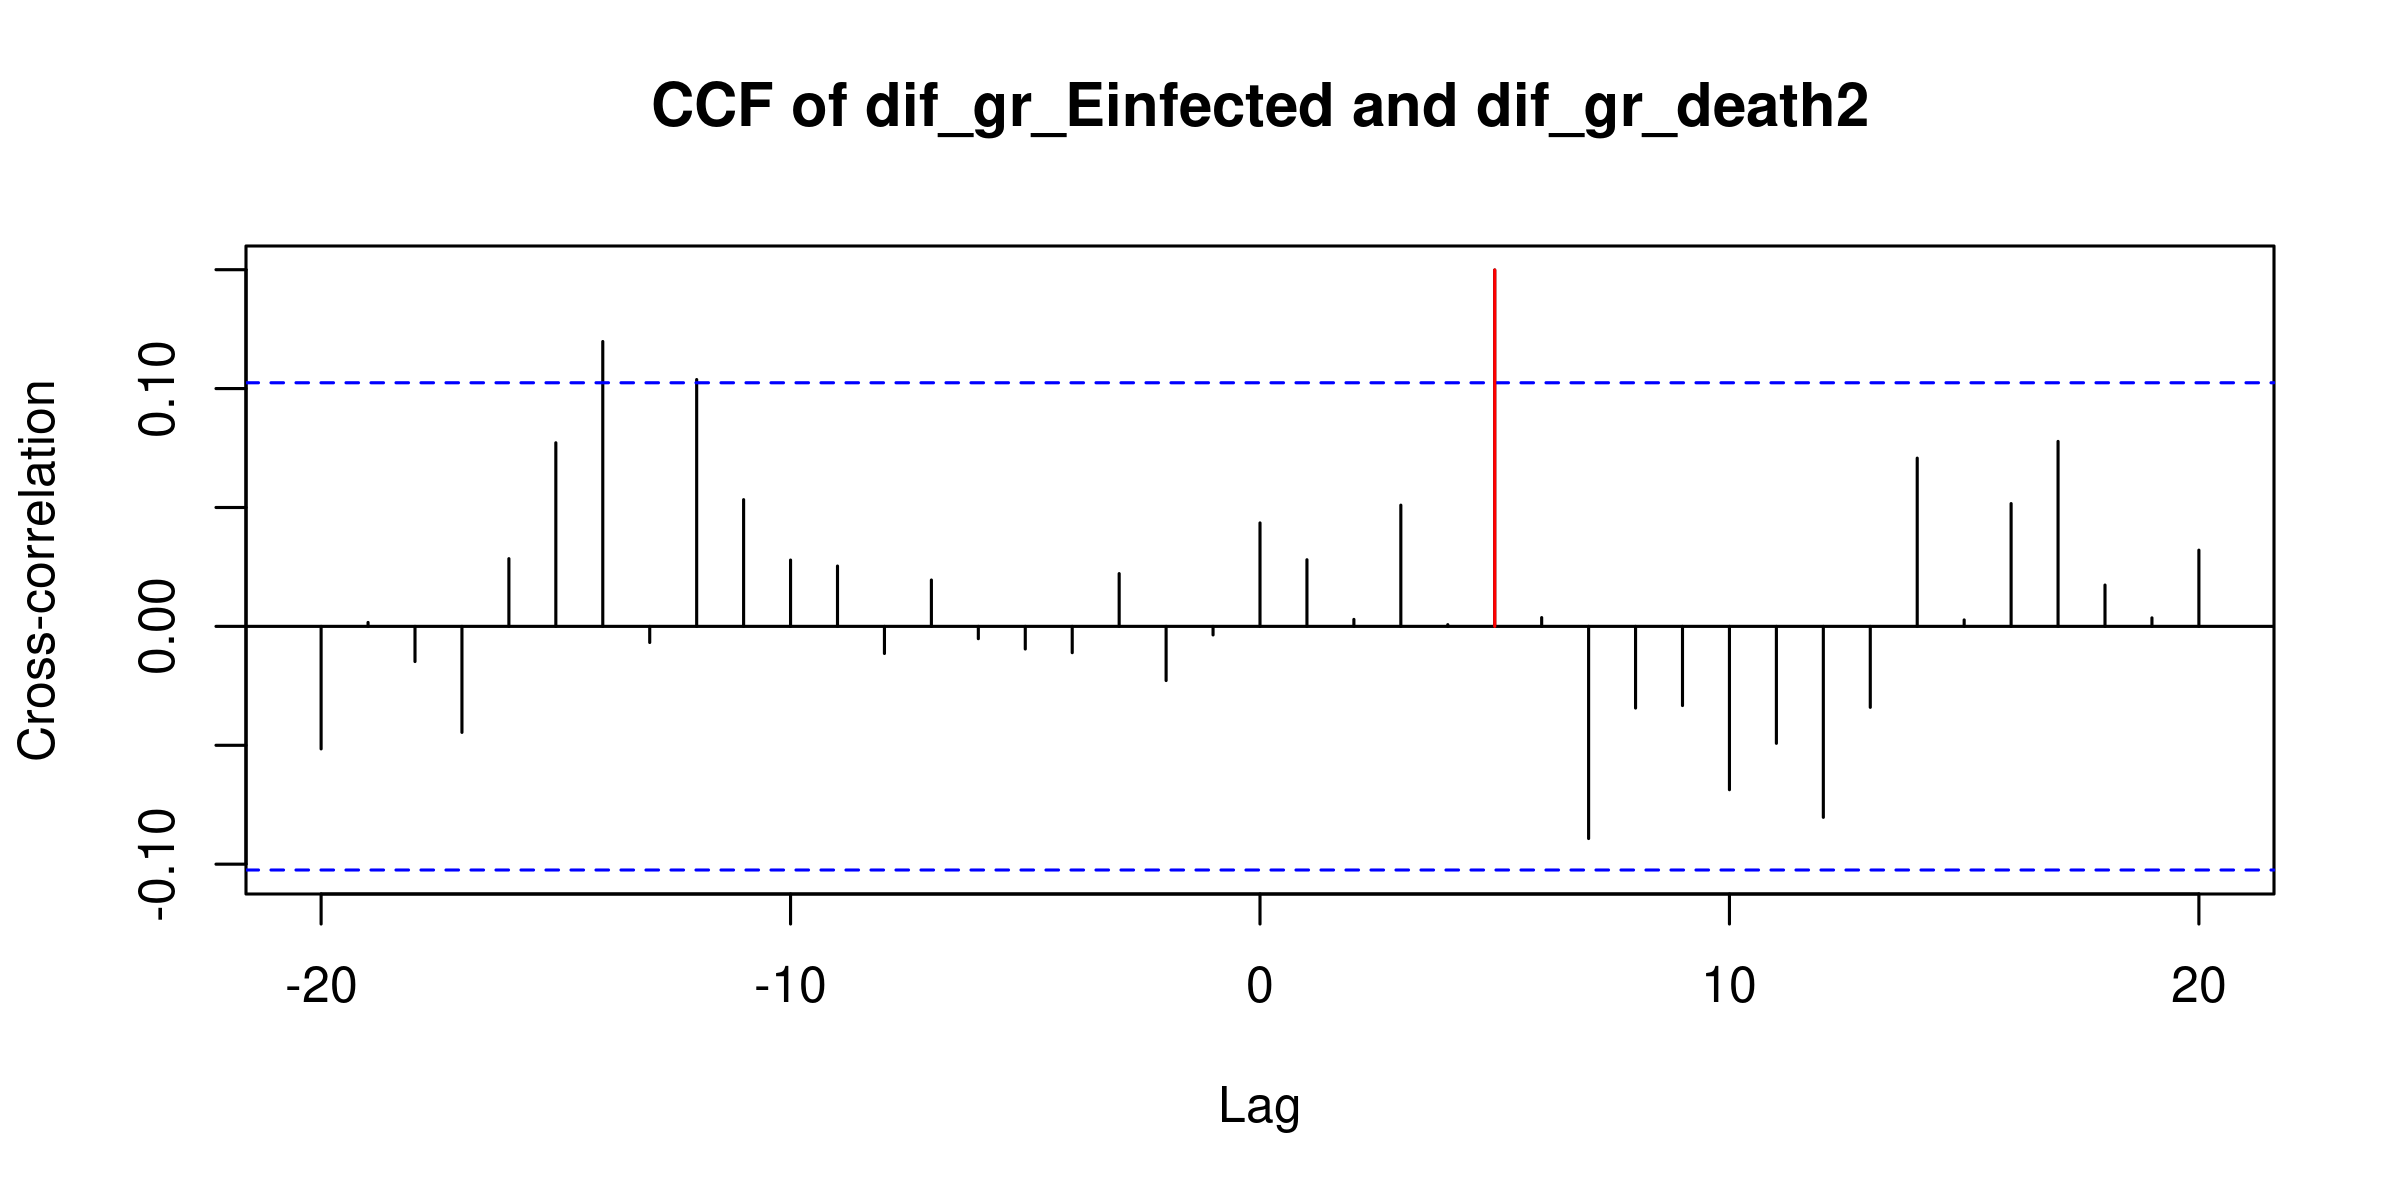 CCF of dif_gr_Einfected and dif_gr_death2
Cross-correlation
0.10
0.00
-0.10
-20
-10
0
10
20
Lag